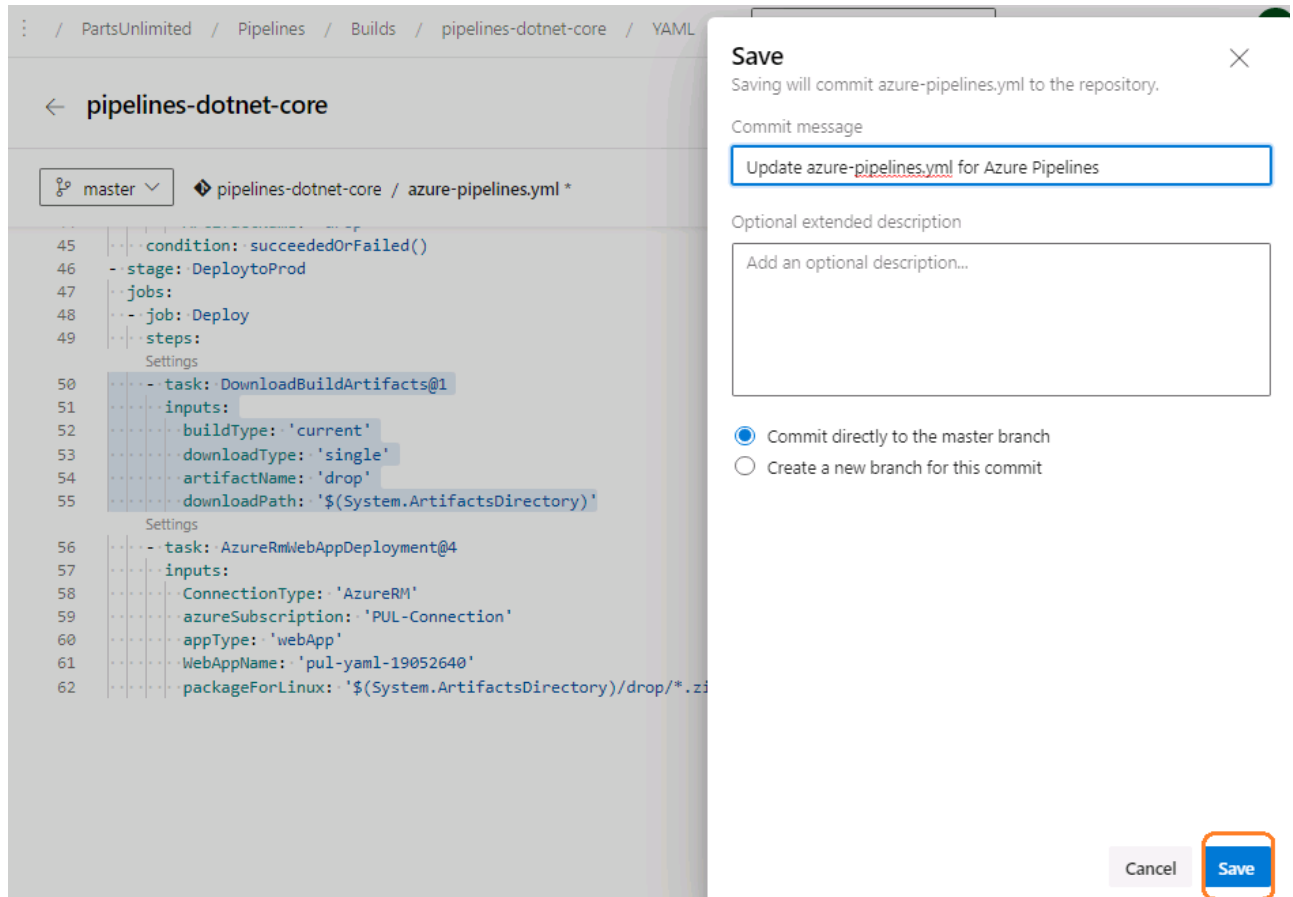 / PartsUnlimited / Pipelines / Builds / pipelines-dotnet-core / YAML
pipelines-dotnet-core
master pipelines-dotnet-core / azure-pipelines.yml *
45 condition: succeededOrFailed()
46 - stage: DeploytoProd
47 jobs:
48 - job: Deploy
49 steps:
Settings
50 - task: DownloadBuildArtifacts@1
51 inputs:
52 buildType: 'current'
53 downloadType: 'single'
54 artifactName: 'drop'
55 downloadPath: '$(System.ArtifactsDirectory)'
Settings
56 - task: AzureRmWebAppDeployment@4
57 inputs:
58 ConnectionType: 'AzureRM'
59 azureSubscription: 'PUL-Connection'
60 appType: 'webApp'
61 WebAppName: 'pul-yaml-19052640'
62 packageForLinux: '$(System.ArtifactsDirectory)/drop/*.zi
Save
Saving will commit azure-pipelines.yml to the repository.
Commit message
Update azure-pipelines.yml for Azure Pipelines
Optional extended description
Add an optional description...
Commit directly to the master branch
Create a new branch for this commit
Cancel
Save